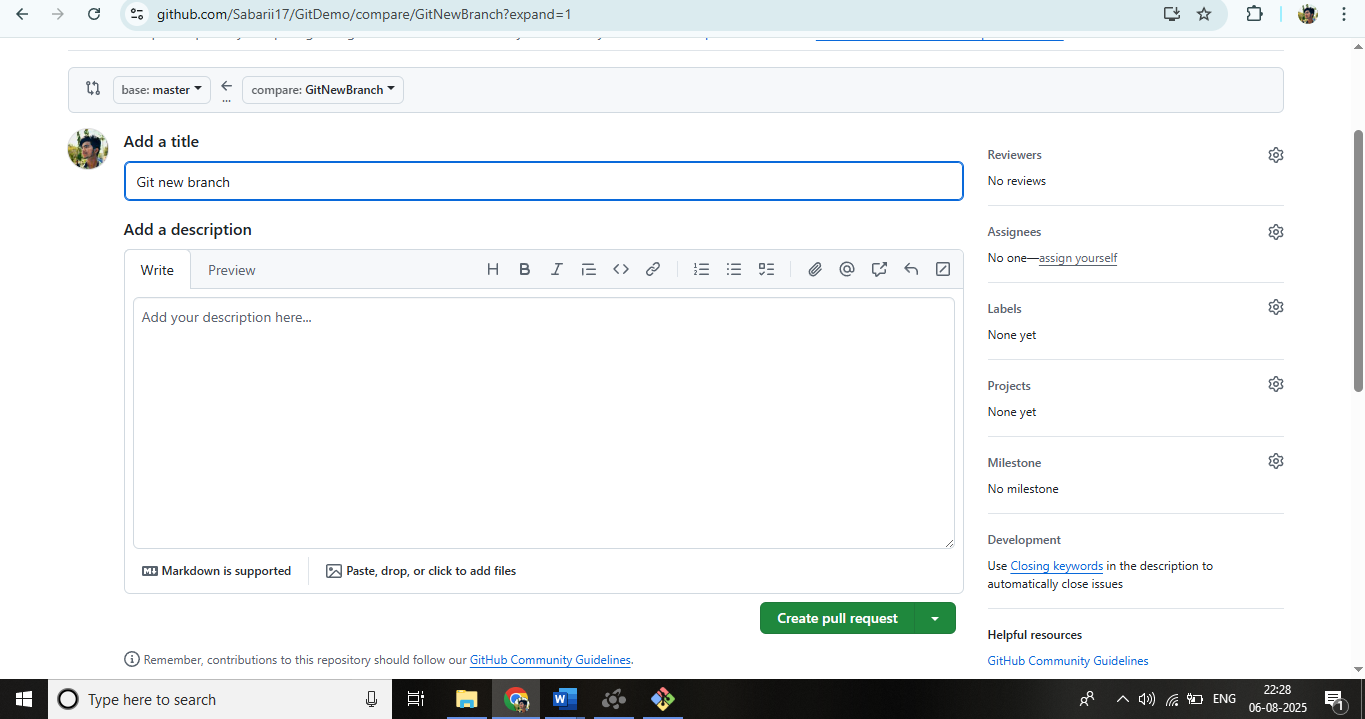 github.com/Sabarii17/GitDemo/compare/GitNewBranch?expand=1
base: master
...
compare: GitNewBranch
Add a title
Git new branch
Add a description
Write
Preview
H B I
Add your description here...
Markdown is supported
Paste, drop, or click to add files
Create pull request
Remember, contributions to this repository should follow our GitHub Community Guidelines.
Reviewers
No reviews
Assignees
No one—assign yourself
Labels
None yet
Projects
None yet
Milestone
No milestone
Development
Use Closing keywords in the description to
automatically close issues
Helpful resources
GitHub Community Guidelines
Type here to search
W
ENG
22:28
06-08-2025
1